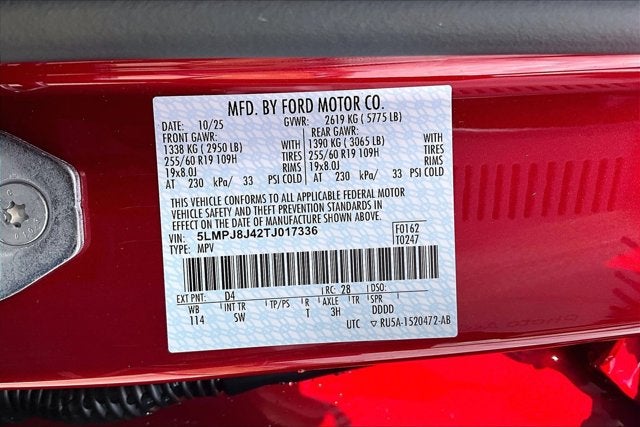 MFD. BY FORD MOTOR CO.
DATE: 10/25 GVWR: 2619 KG ( 5775 LB)
FRONT GAWR: REAR GAWR:
1338 KG ( 2950 LB) WITH 1390 KG ( 3065 LB) WITH
255/60 R19 109H TIRES 255/60 R19 109H TIRES
19x8.0J RIMS 19x8.0J RIMS
AT 230 kPa/ 33 PSI COLD AT 230 kPa/ 33 PSI COLD
THIS VEHICLE CONFORMS TO ALL APPLICABLE FEDERAL MOTOR
VEHICLE SAFETY AND THEFT PREVENTION STANDARDS IN
EFFECT ON THE DATE OF MANUFACTURE SHOWN ABOVE.
VIN: 5LMPJ8J42TJ017336 F0162
TYPE: MPV T0247
EXT PNT: D4 RC: 28 DSO:
WB INT TR TP/PS R AXLE TR SPR
114 SW T 3H DDDD
UTC ▽ RU5A-1520472-AB